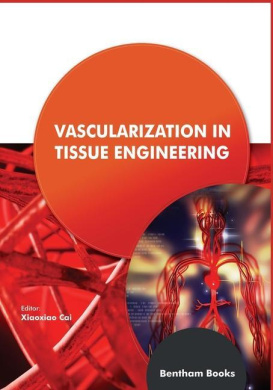 VASCULARIZATION IN
TISSUE ENGINEERING
Editor:
Xiaoxiao Cai
Bentham Books